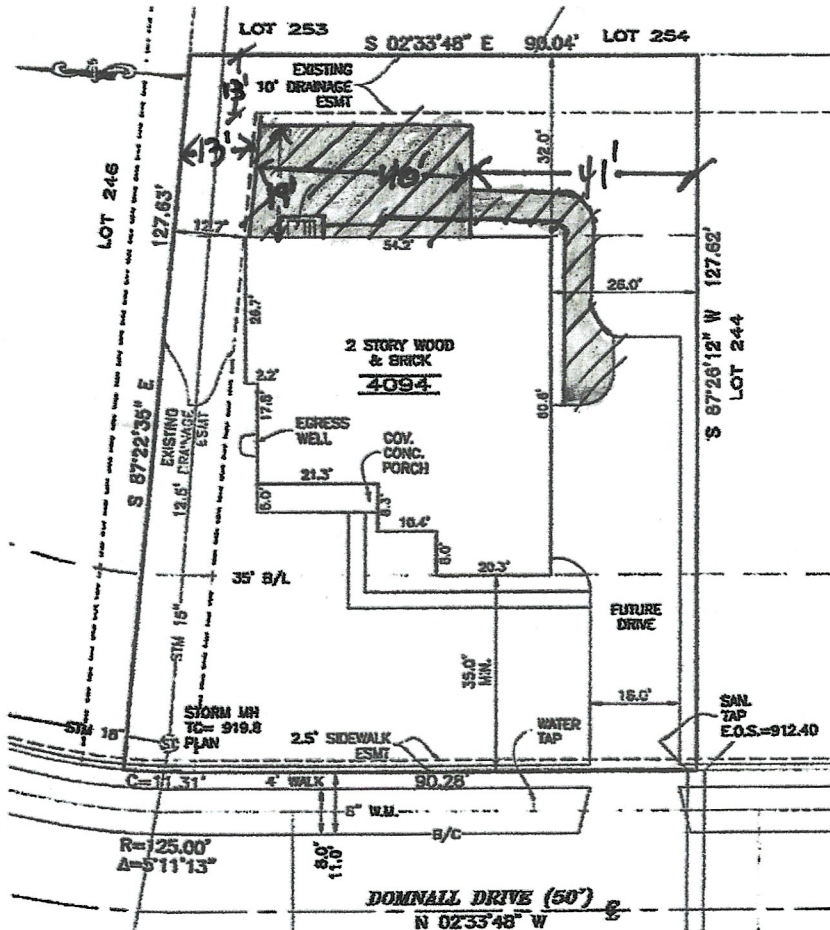 LOT 253
S 02°33'48" E 90.04'
LOT 254
EXISTING
10' DRAINAGE
ESMT
13'
13'
32.0'
40'
41'
19'
LOT 246
127.63'
12.7'
54.2'
26.0'
S 87°26'12" W 127.62'
LOT 244
26.7'
2 STORY WOOD
& BRICK
4094
2.2'
17.8'
60.6'
S 87°22'35" E
EXISTING
12.5' DRAINAGE
ESMT
EGRESS
WELL
COV.
CONC.
PORCH
21.3'
5.0'
8.3'
10.4'
8.0'
20.3'
35' B/L
STM 15"
FUTURE
DRIVE
35.0'
MIN.
16.0'
STM 18"
STORM MH
TC= 919.8
PLAN
ST
2.5' SIDEWALK
ESMT
WATER
TAP
SAN.
TAP
E.O.S.=912.40
C=11.31'
4' WALK
90.28'
W.M.
B/C
8.0'
11.0'
R=125.00'
Δ=5°11'13"
DOMNALL DRIVE (50')
N 02°33'48" W